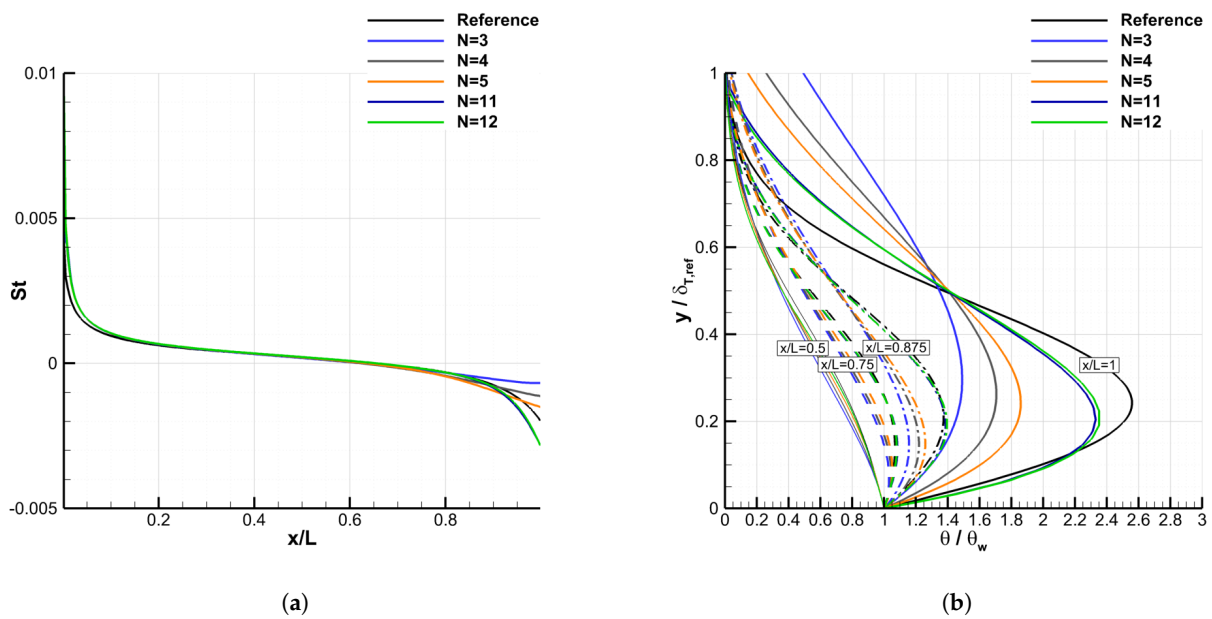 Reference
N=3
N=4
N=5
N=11
N=12
0.01
0.005
0
-0.005
0.2
0.4
0.6
0.8
St
x/L
(a)
Reference
N=3
N=4
N=5
N=11
N=12
1
0.8
0.6
0.4
0.2
0
y / δT,ref
x/L=0.5
x/L=0.875
x/L=0.75
x/L=1
0 0.2 0.4 0.6 0.8 1 1.2 1.4 1.6 1.8 2 2.2 2.4 2.6 2.8 3
θ / θw
(b)